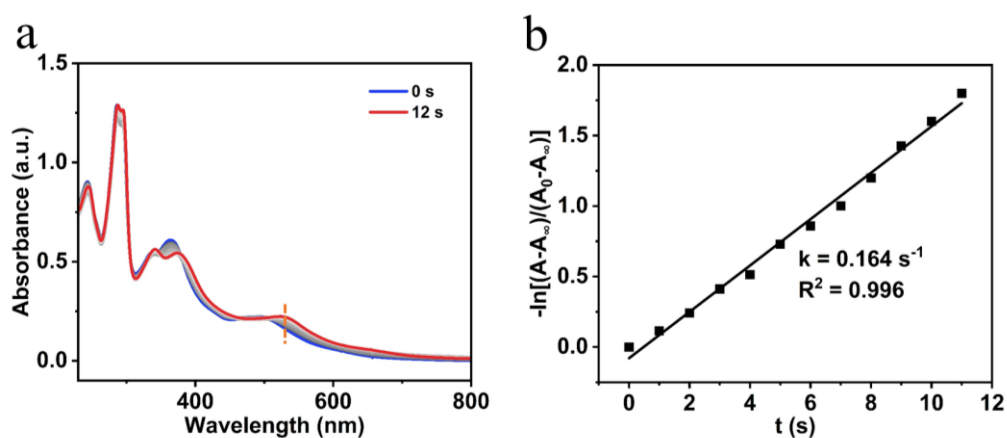 a
1.5
1.0
0.5
0.0
Absorbance (a.u.)
0 s
12 s
400
600
800
Wavelength (nm)
b
2.0
1.5
1.0
0.5
0.0
-ln[(A-A∞)/(A0-A∞)]
k = 0.164 s⁻¹
R² = 0.996
0 2 4 6 8 10 12
t (s)